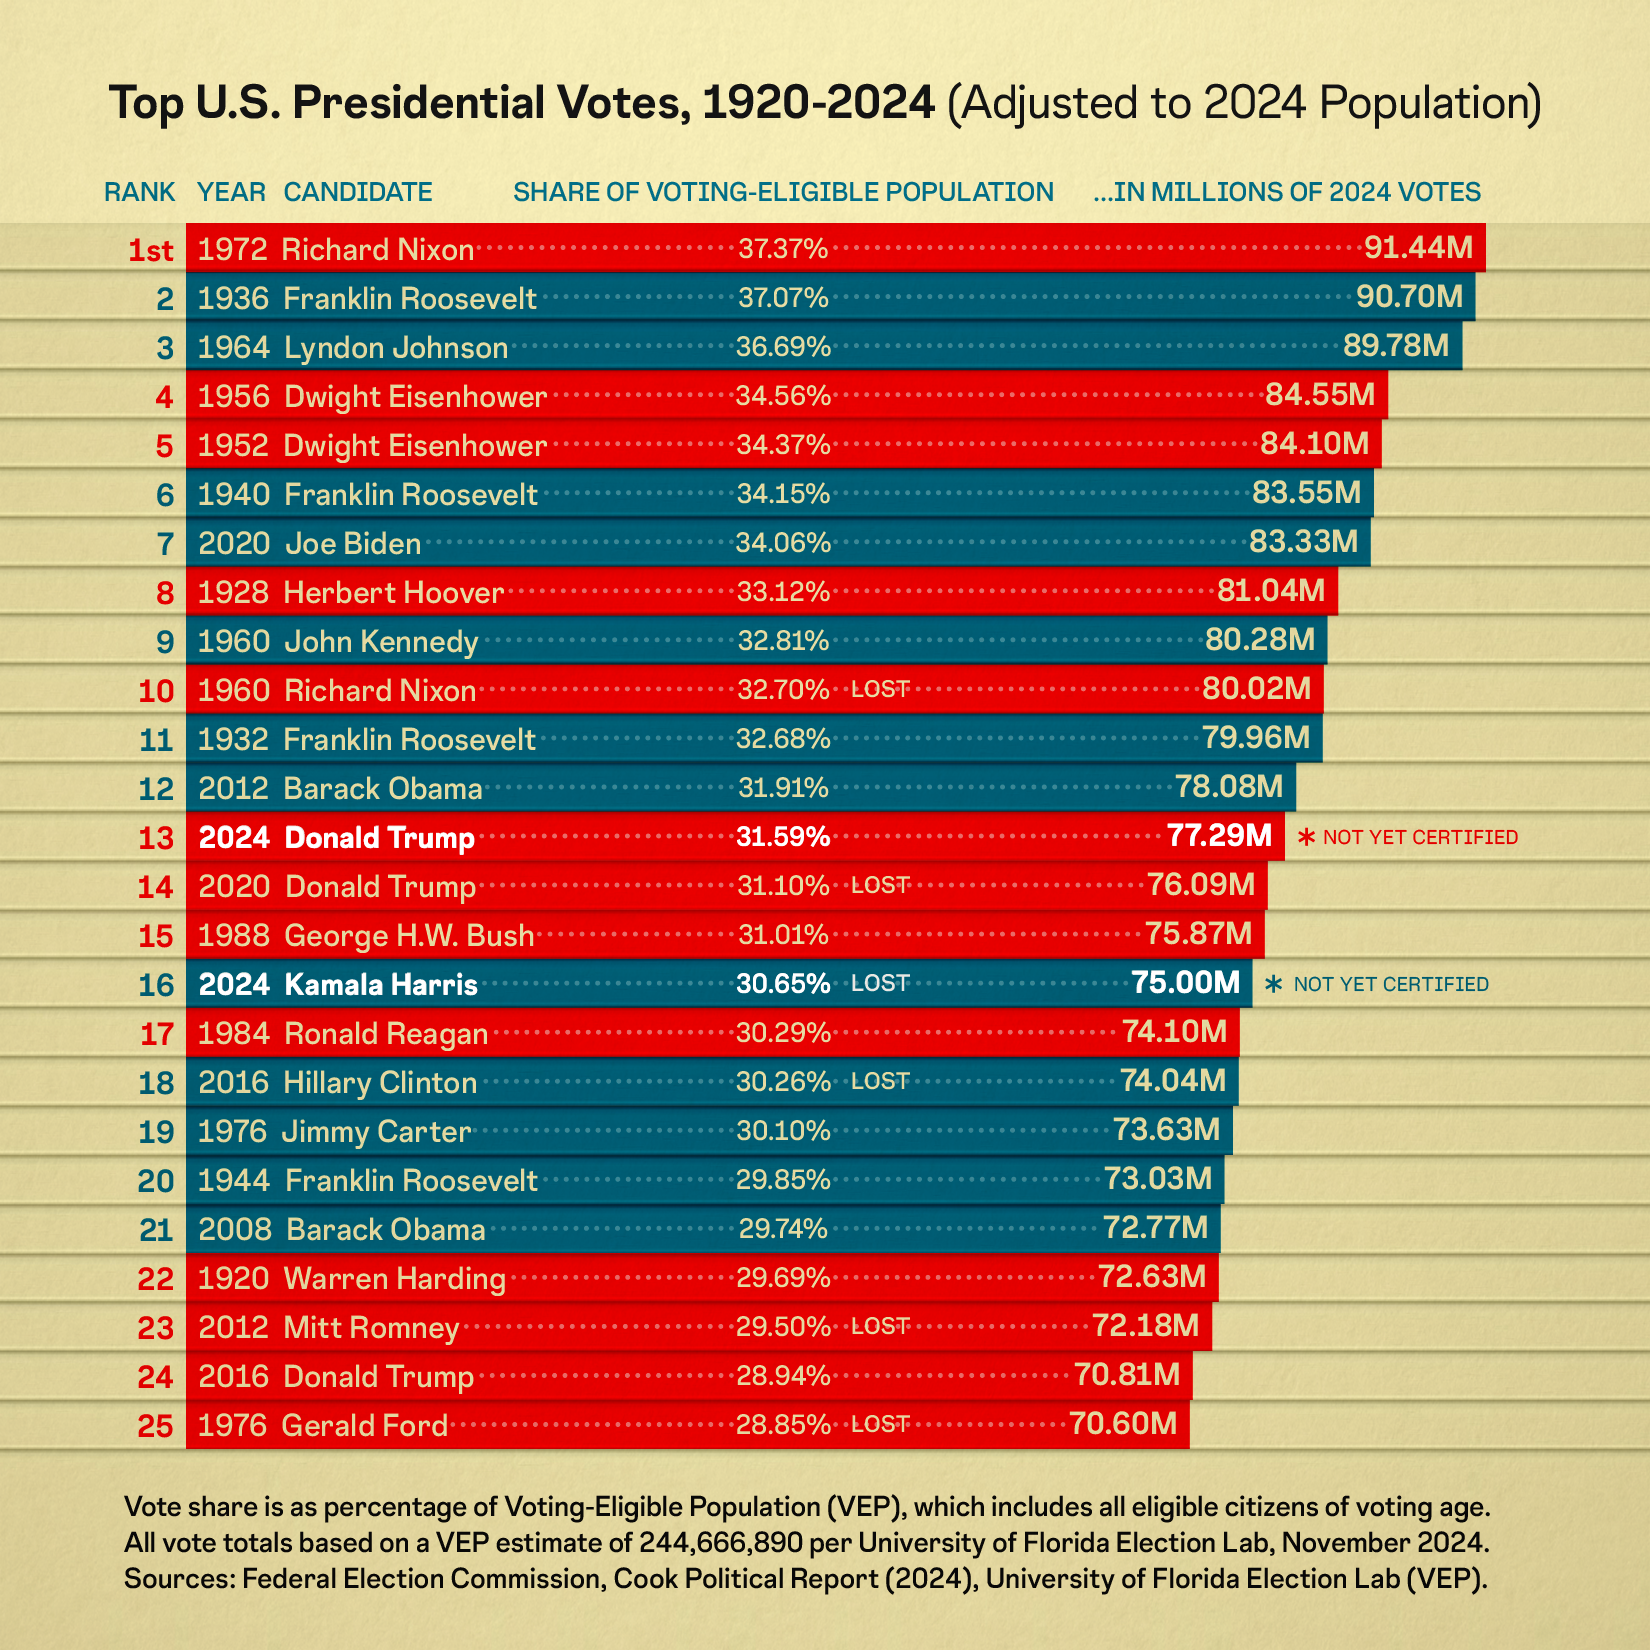 Top U.S. Presidential Votes, 1920-2024 (Adjusted to 2024 Population)
RANK YEAR CANDIDATE SHARE OF VOTING-ELIGIBLE POPULATION ...IN MILLIONS OF 2024 VOTES
1st 1972 Richard Nixon 37.37% 91.44M
2 1936 Franklin Roosevelt 37.07% 90.70M
3 1964 Lyndon Johnson 36.69% 89.78M
4 1956 Dwight Eisenhower 34.56% 84.55M
5 1952 Dwight Eisenhower 34.37% 84.10M
6 1940 Franklin Roosevelt 34.15% 83.55M
7 2020 Joe Biden 34.06% 83.33M
8 1928 Herbert Hoover 33.12% 81.04M
9 1960 John Kennedy 32.81% 80.28M
10 1960 Richard Nixon 32.70% LOST 80.02M
11 1932 Franklin Roosevelt 32.68% 79.96M
12 2012 Barack Obama 31.91% 78.08M
13 2024 Donald Trump 31.59% 77.29M * NOT YET CERTIFIED
14 2020 Donald Trump 31.10% LOST 76.09M
15 1988 George H.W. Bush 31.01% 75.87M
16 2024 Kamala Harris 30.65% LOST 75.00M * NOT YET CERTIFIED
17 1984 Ronald Reagan 30.29% 74.10M
18 2016 Hillary Clinton 30.26% LOST 74.04M
19 1976 Jimmy Carter 30.10% 73.63M
20 1944 Franklin Roosevelt 29.85% 73.03M
21 2008 Barack Obama 29.74% 72.77M
22 1920 Warren Harding 29.69% 72.63M
23 2012 Mitt Romney 29.50% LOST 72.18M
24 2016 Donald Trump 28.94% 70.81M
25 1976 Gerald Ford 28.85% LOST 70.60M
Vote share is as percentage of Voting-Eligible Population (VEP), which includes all eligible citizens of voting age.
All vote totals based on a VEP estimate of 244,666,890 per University of Florida Election Lab, November 2024.
Sources: Federal Election Commission, Cook Political Report (2024), University of Florida Election Lab (VEP).